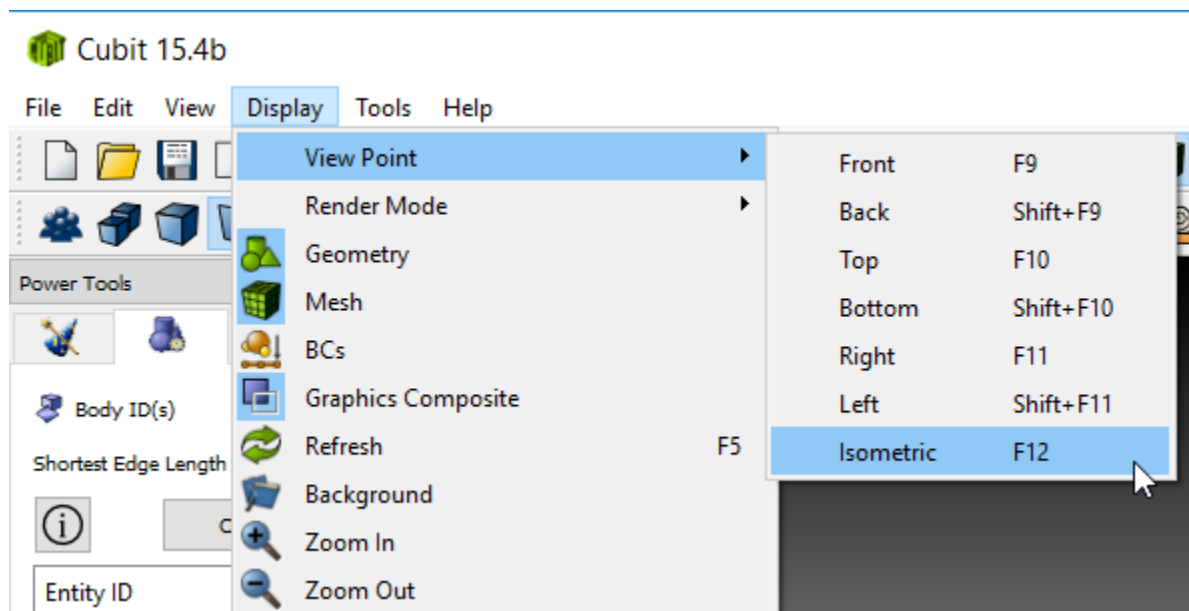 Cubit 15.4b
File Edit View Display Tools Help
View Point
Render Mode
Geometry
Mesh
BCs
Graphics Composite
Refresh F5
Background
Zoom In
Zoom Out
Front F9
Back Shift+F9
Top F10
Bottom Shift+F10
Right F11
Left Shift+F11
Isometric F12
Power Tools
Body ID(s)
Shortest Edge Length
Entity ID